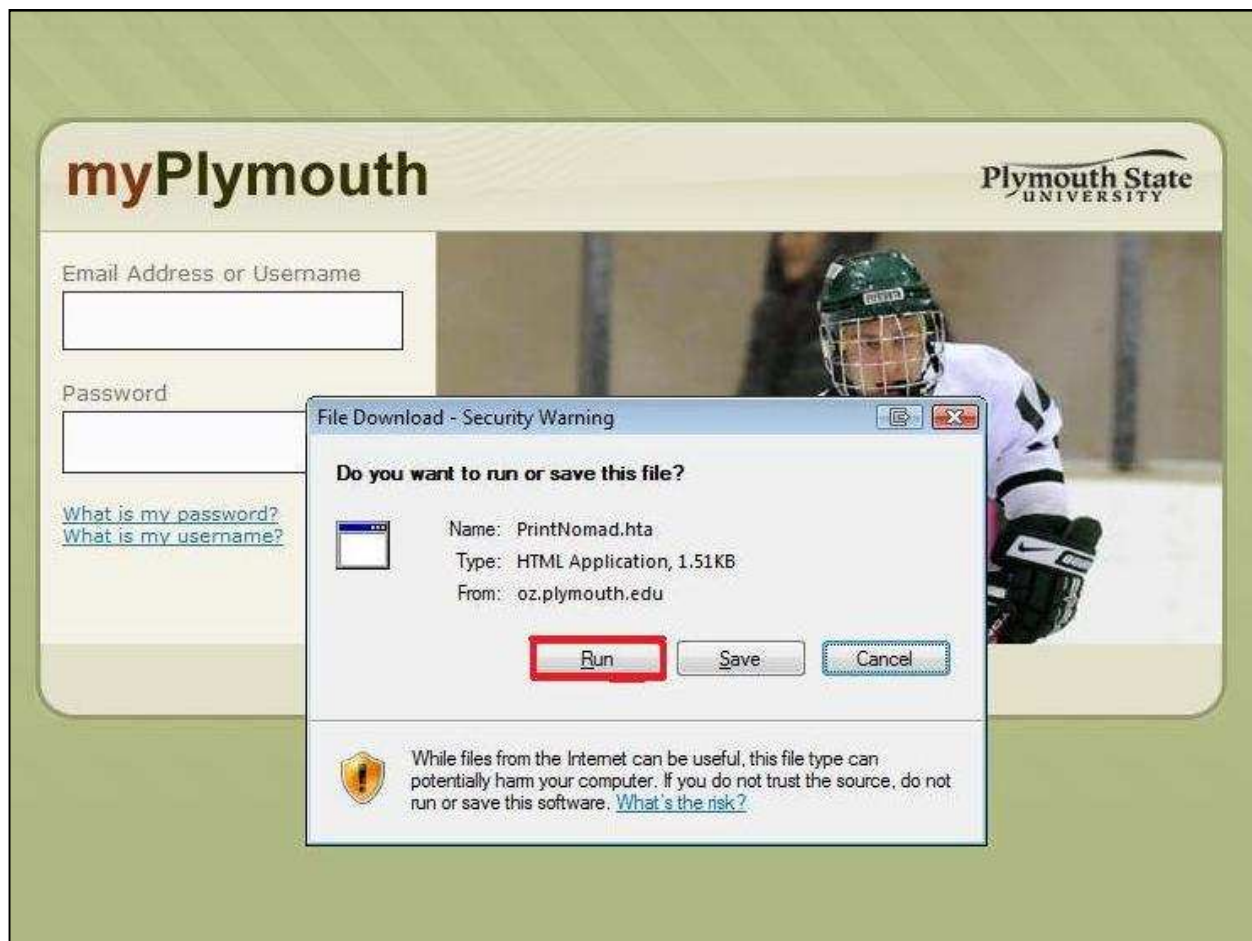 myPlymouth
Plymouth State
UNIVERSITY
Email Address or Username
Password
What is my password?
What is my username?
File Download - Security Warning
Do you want to run or save this file?
Name: PrintNomad.hta
Type: HTML Application, 1.51KB
From: oz.plymouth.edu
Run
Save
Cancel
While files from the Internet can be useful, this file type can
potentially harm your computer. If you do not trust the source, do not
run or save this software. What's the risk?